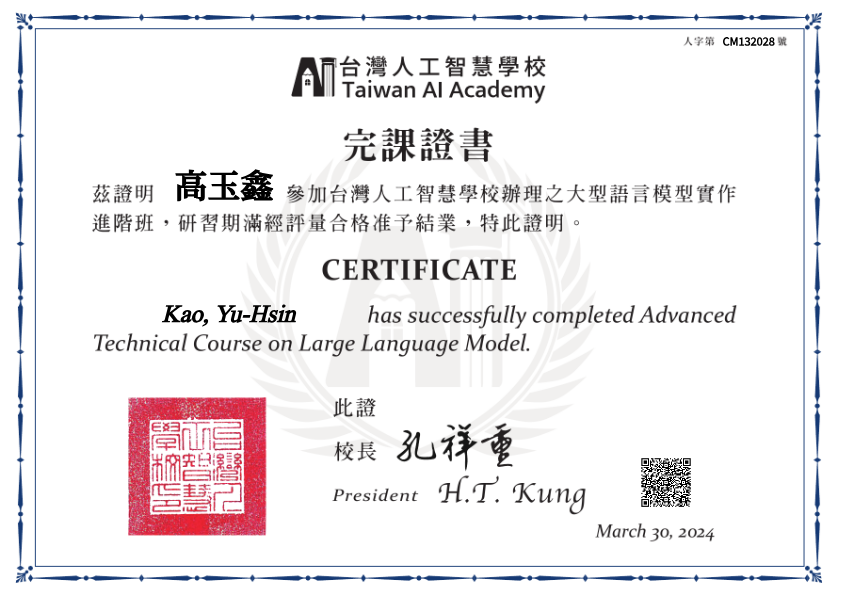 人字第 CM132028 號
台灣人工智慧學校
Taiwan AI Academy
完課證書
茲證明 高玉鑫 參加台灣人工智慧學校辦理之大型語言模型實作
進階班，研習期滿經評量合格准予結業，特此證明。
CERTIFICATE
Kao, Yu-Hsin has successfully completed Advanced
Technical Course on Large Language Model.
此證
校長 孔祥重
President H.T. Kung
台灣人
工智慧
學校印
March 30, 2024